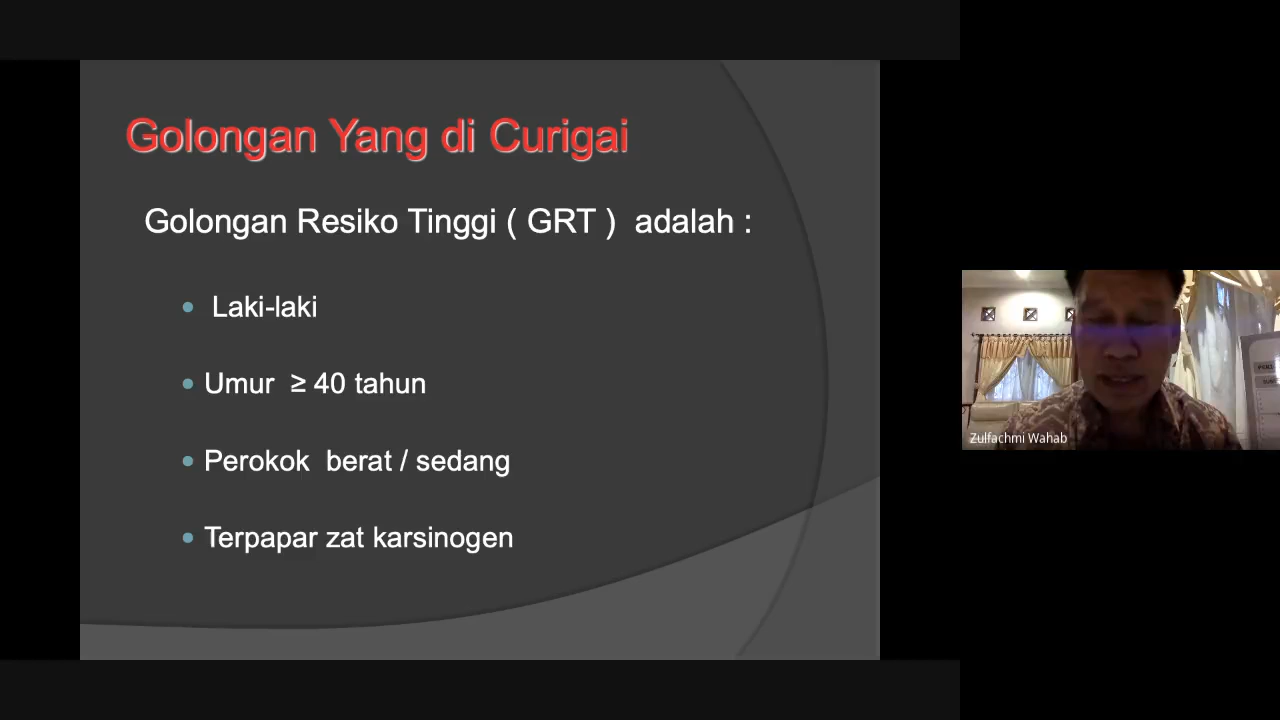 Golongan Yang di Curigai
Golongan Resiko Tinggi ( GRT ) adalah :
• Laki-laki
• Umur ≥ 40 tahun
• Perokok berat / sedang
• Terpapar zat karsinogen
Zulfachmi Wahab